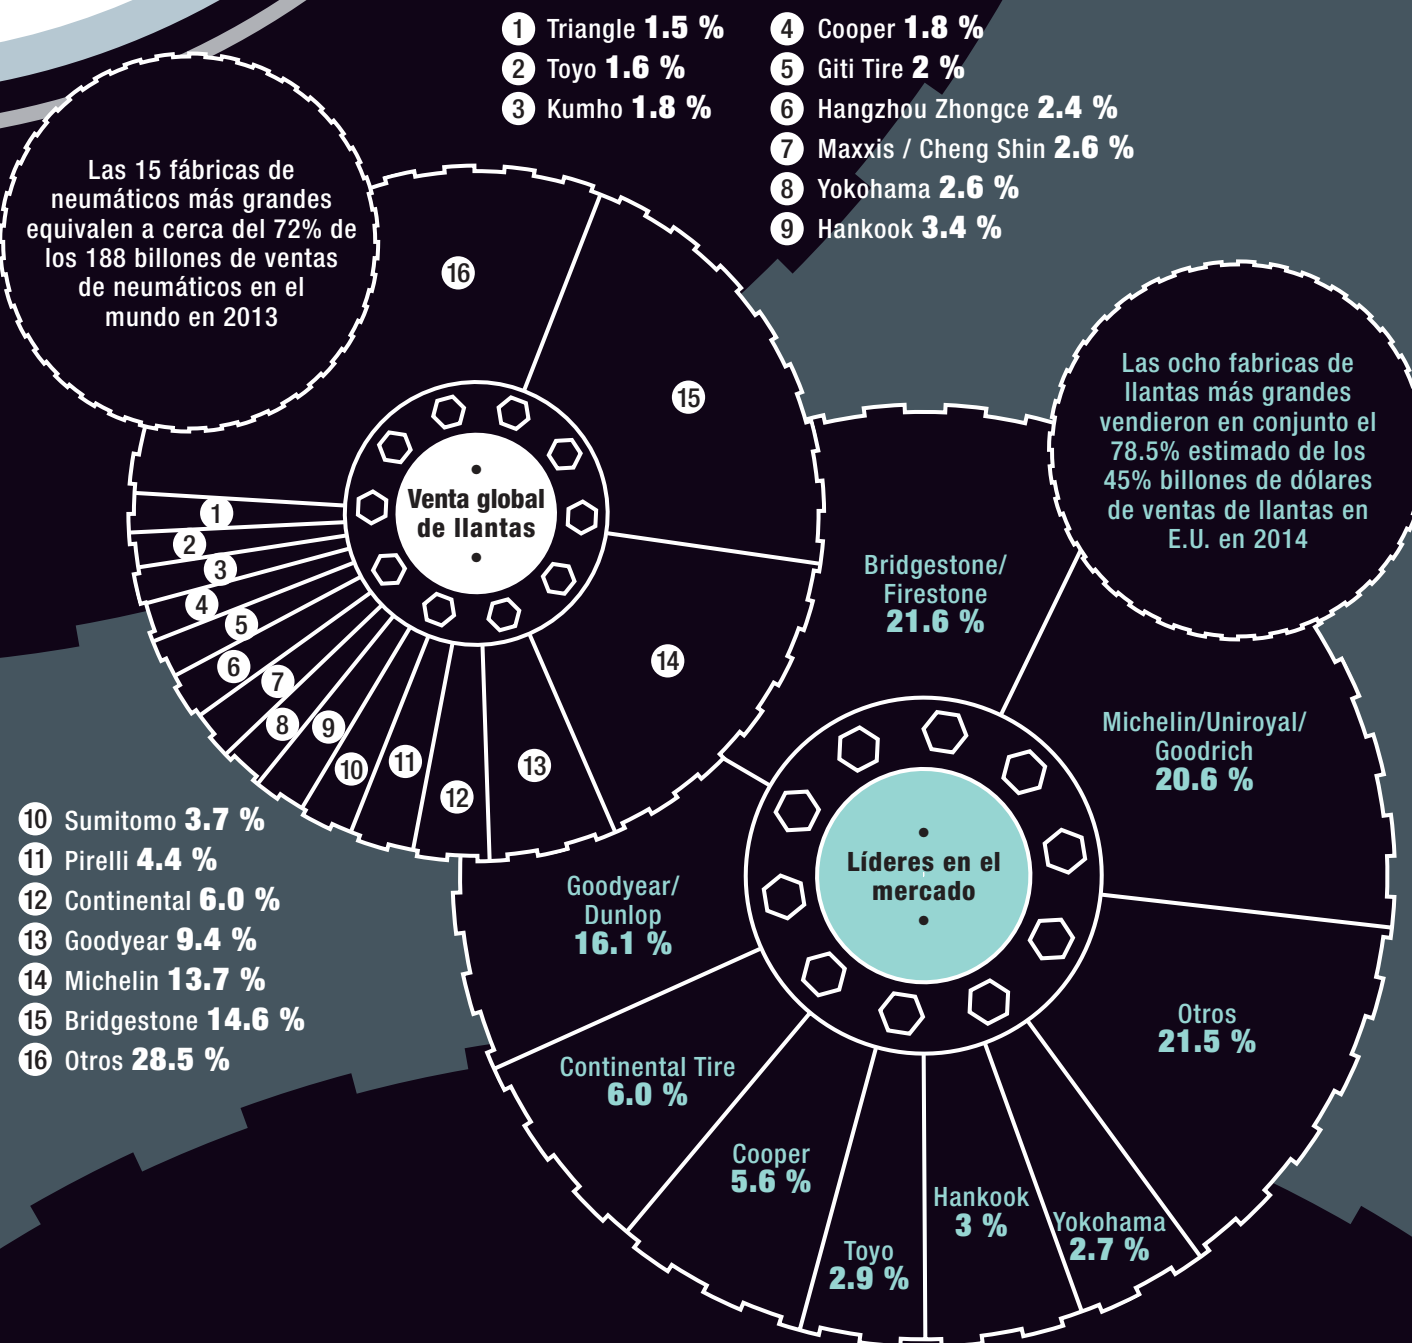 1 Triangle 1.5 %
2 Toyo 1.6 %
3 Kumho 1.8 %
4 Cooper 1.8 %
5 Giti Tire 2 %
6 Hangzhou Zhongce 2.4 %
7 Maxxis / Cheng Shin 2.6 %
8 Yokohama 2.6 %
9 Hankook 3.4 %
Las 15 fábricas de
neumáticos más grandes
equivalen a cerca del 72% de
los 188 billones de ventas
de neumáticos en el
mundo en 2013
16
15
Venta global
de llantas
1
2
3
4
5
6
7
8
9
10
11
12
13
14
Las ocho fabricas de
llantas más grandes
vendieron en conjunto el
78.5% estimado de los
45% billones de dólares
de ventas de llantas en
E.U. en 2014
Bridgestone/
Firestone
21.6 %
Michelin/Uniroyal/
Goodrich
20.6 %
10 Sumitomo 3.7 %
11 Pirelli 4.4 %
12 Continental 6.0 %
13 Goodyear 9.4 %
14 Michelin 13.7 %
15 Bridgestone 14.6 %
16 Otros 28.5 %
Líderes en el
mercado
Goodyear/
Dunlop
16.1 %
Otros
21.5 %
Continental Tire
6.0 %
Cooper
5.6 %
Toyo
2.9 %
Hankook
3 %
Yokohama
2.7 %